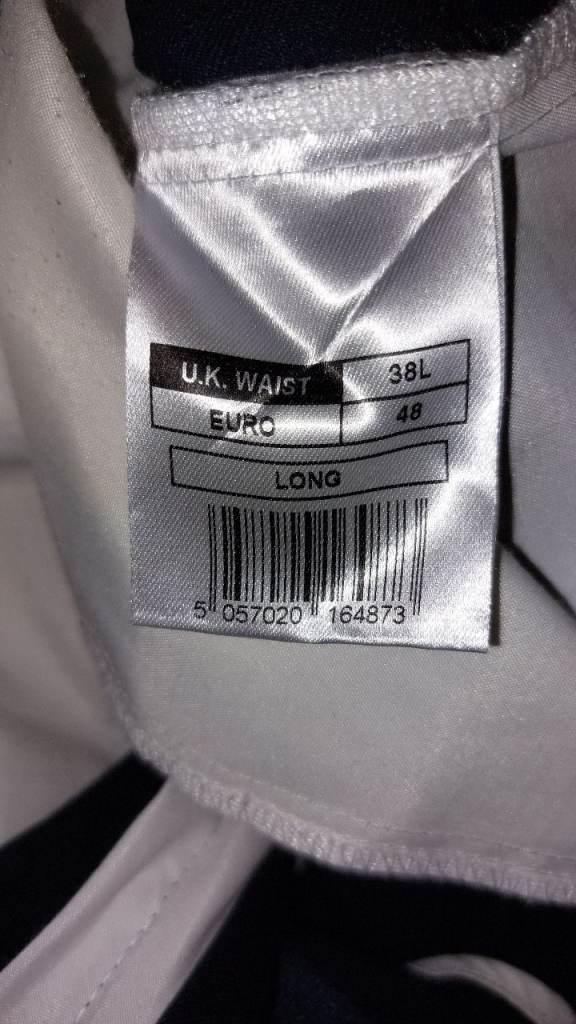 U.K. WAIST 38L
EURO 48
LONG
5 057020 164873